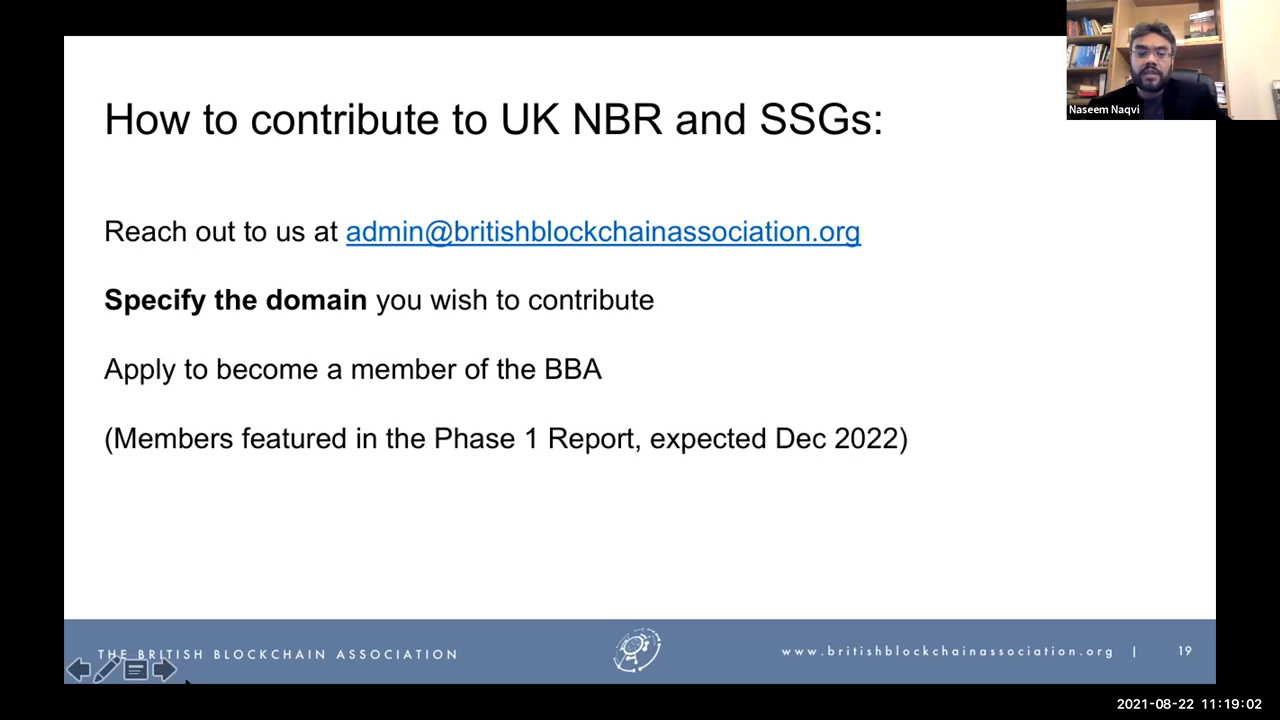 How to contribute to UK NBR and SSGs:
Naseem Naqvi
Reach out to us at admin@britishblockchainassociation.org
Specify the domain you wish to contribute
Apply to become a member of the BBA
(Members featured in the Phase 1 Report, expected Dec 2022)
THE BRITISH BLOCKCHAIN ASSOCIATION
www.britishblockchainassociation.org | 19
2021-08-22 11:19:02